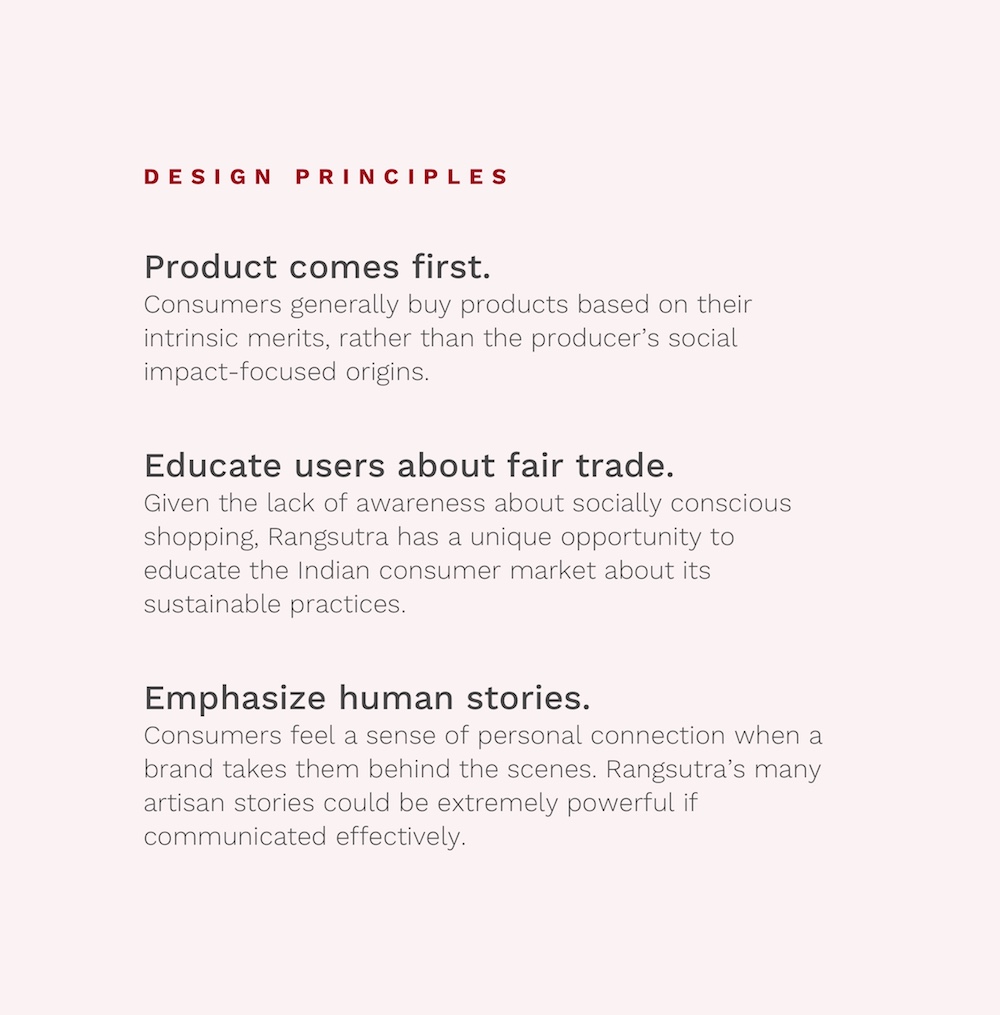 DESIGN PRINCIPLES
Product comes first.
Consumers generally buy products based on their
intrinsic merits, rather than the producer’s social
impact-focused origins.
Educate users about fair trade.
Given the lack of awareness about socially conscious
shopping, Rangsutra has a unique opportunity to
educate the Indian consumer market about its
sustainable practices.
Emphasize human stories.
Consumers feel a sense of personal connection when a
brand takes them behind the scenes. Rangsutra’s many
artisan stories could be extremely powerful if
communicated effectively.